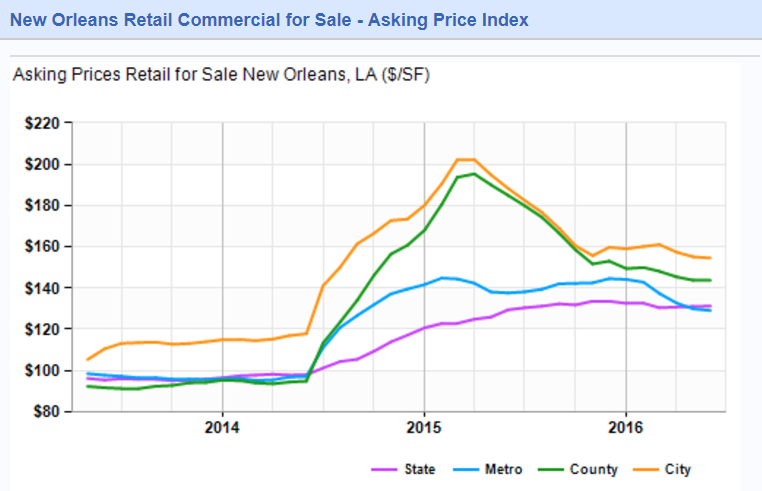 New Orleans Retail Commercial for Sale - Asking Price Index
Asking Prices Retail for Sale New Orleans, LA ($/SF)
$220
$200
$180
$160
$140
$120
$100
$80
2014 2015 2016
State Metro County City